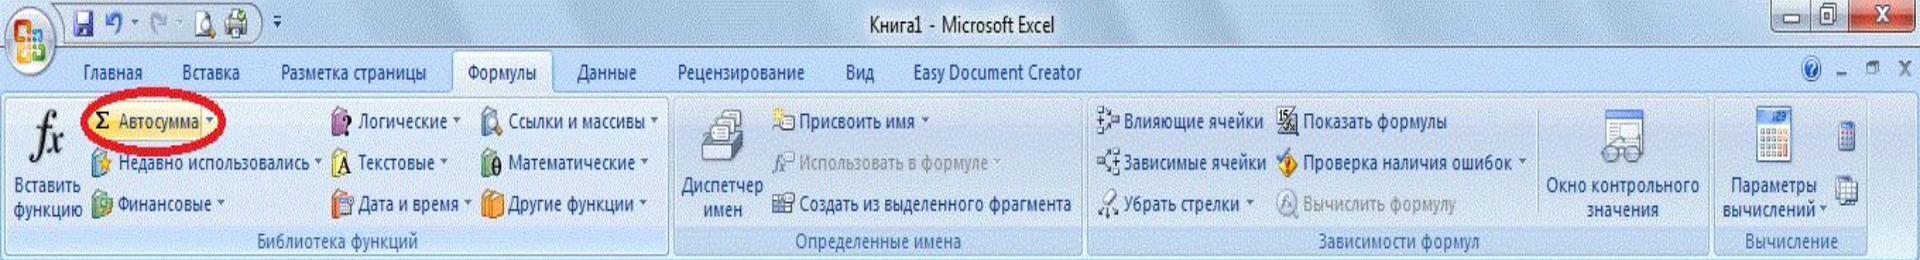 Книга1 - Microsoft Excel
Главная Вставка Разметка страницы Формулы Данные Рецензирование Вид Easy Document Creator
fx Σ Автосумма Логические Ссылки и массивы Присвоить имя Влияющие ячейки Показать формулы
Недавно использовались Текстовые Математические Использовать в формуле Зависимые ячейки Проверка наличия ошибок
Вставить функцию Финансовые Дата и время Другие функции Диспетчер имен Создать из выделенного фрагмента Убрать стрелки Вычислить формулу Окно контрольного значения Параметры вычислений
Библиотека функций Определенные имена Зависимости формул Вычисление